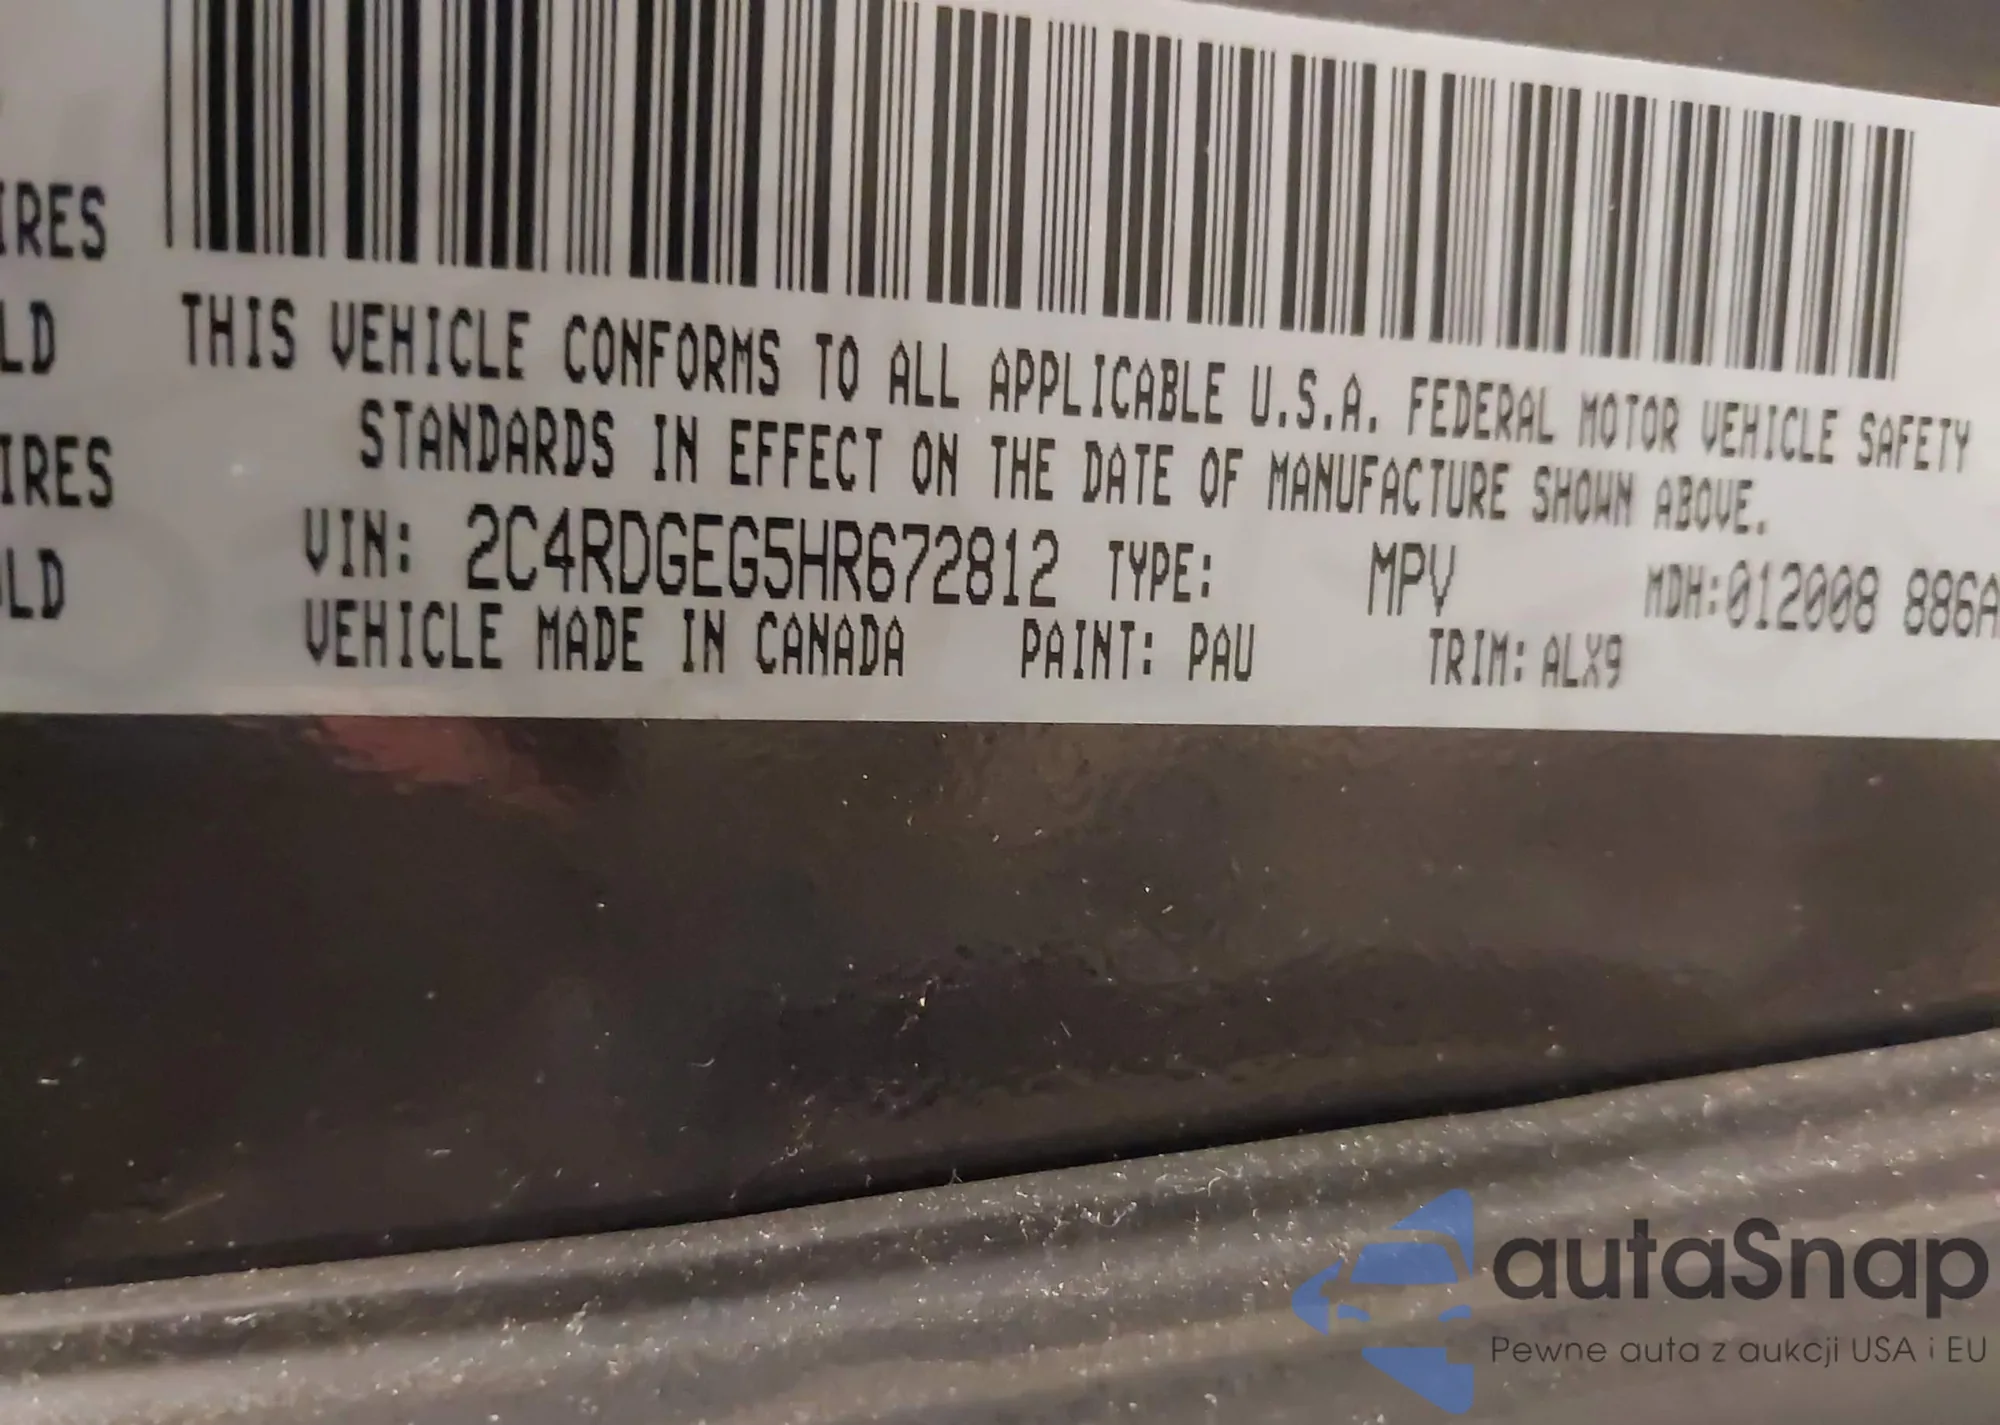 IRES
LD
IRES
OLD
THIS VEHICLE CONFORMS TO ALL APPLICABLE U.S.A. FEDERAL MOTOR VEHICLE SAFETY
STANDARDS IN EFFECT ON THE DATE OF MANUFACTURE SHOWN ABOVE.
VIN: 2C4RDGEG5HR672812 TYPE: MPV MDH:012008 886A
VEHICLE MADE IN CANADA PAINT: PAU TRIM: ALX9
autaSnap
Pewne auta z aukcji USA i EU